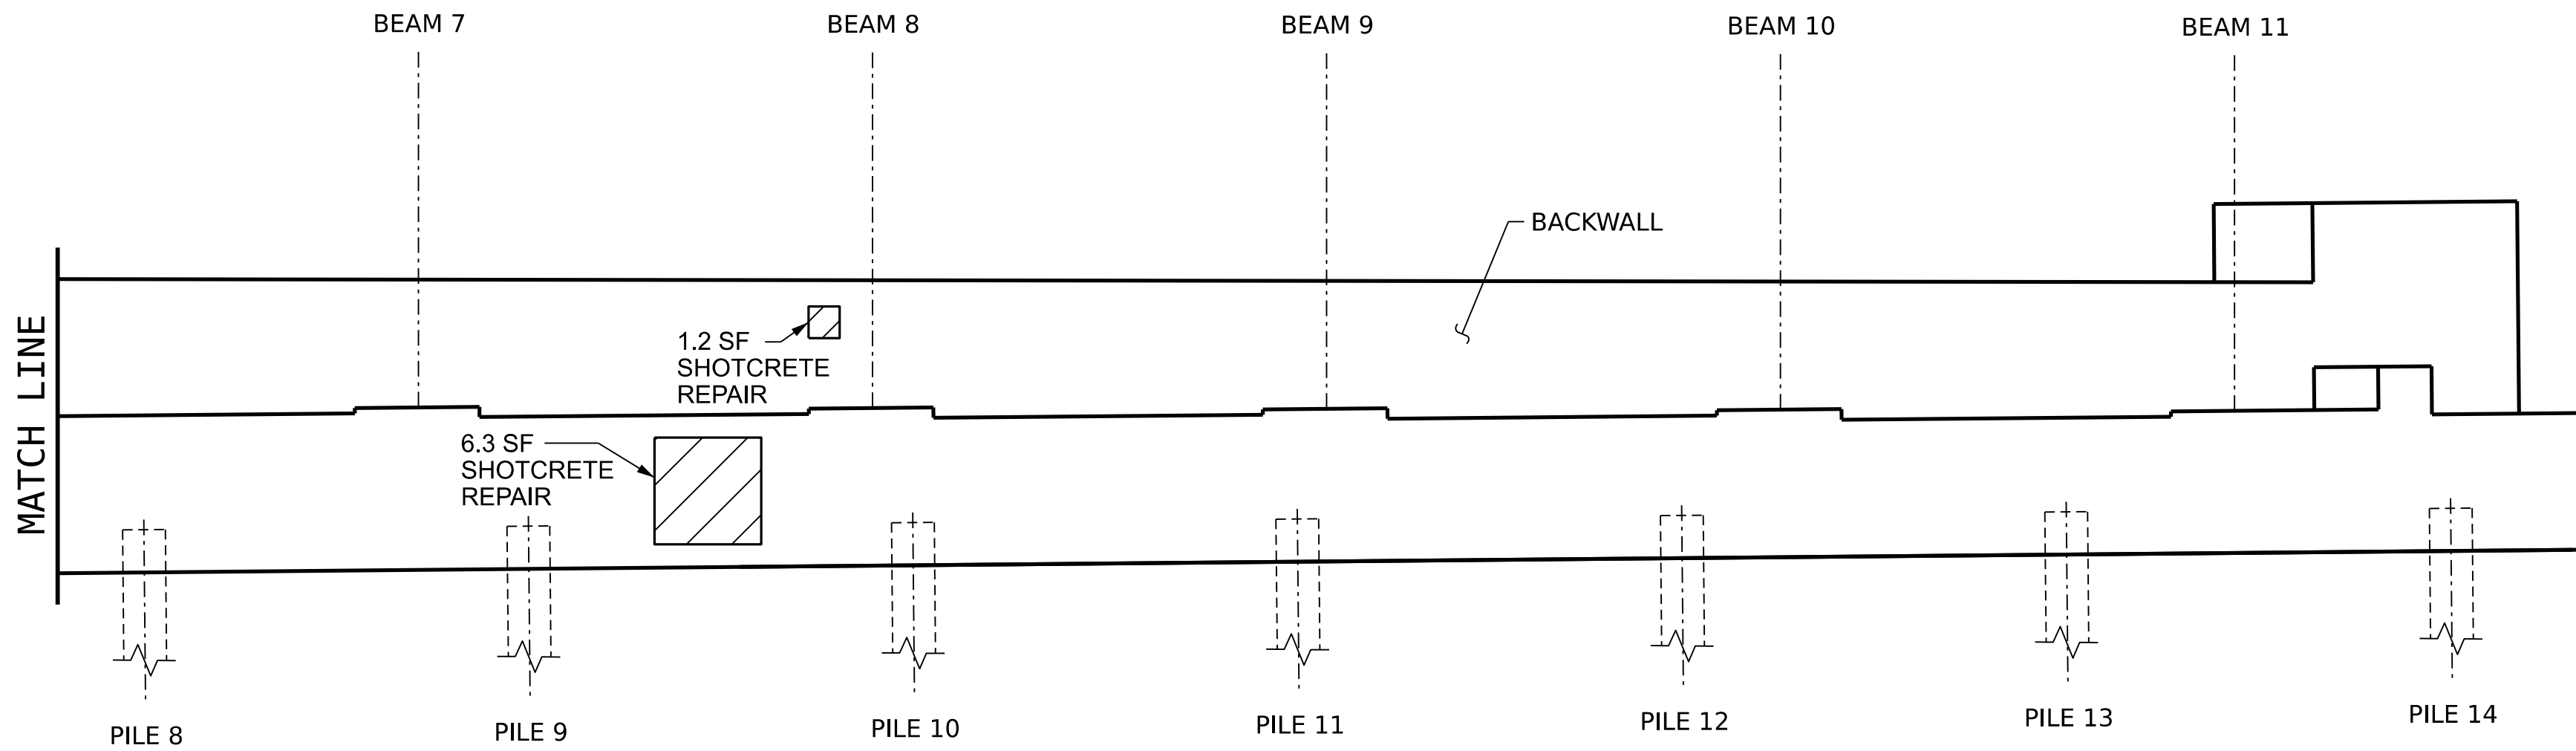 BEAM 7
BEAM 8
BEAM 9
BEAM 10
BEAM 11
BACKWALL
MATCH LINE
1.2 SF
SHOTCRETE
REPAIR
6.3 SF
SHOTCRETE
REPAIR
PILE 8
PILE 9
PILE 10
PILE 11
PILE 12
PILE 13
PILE 14